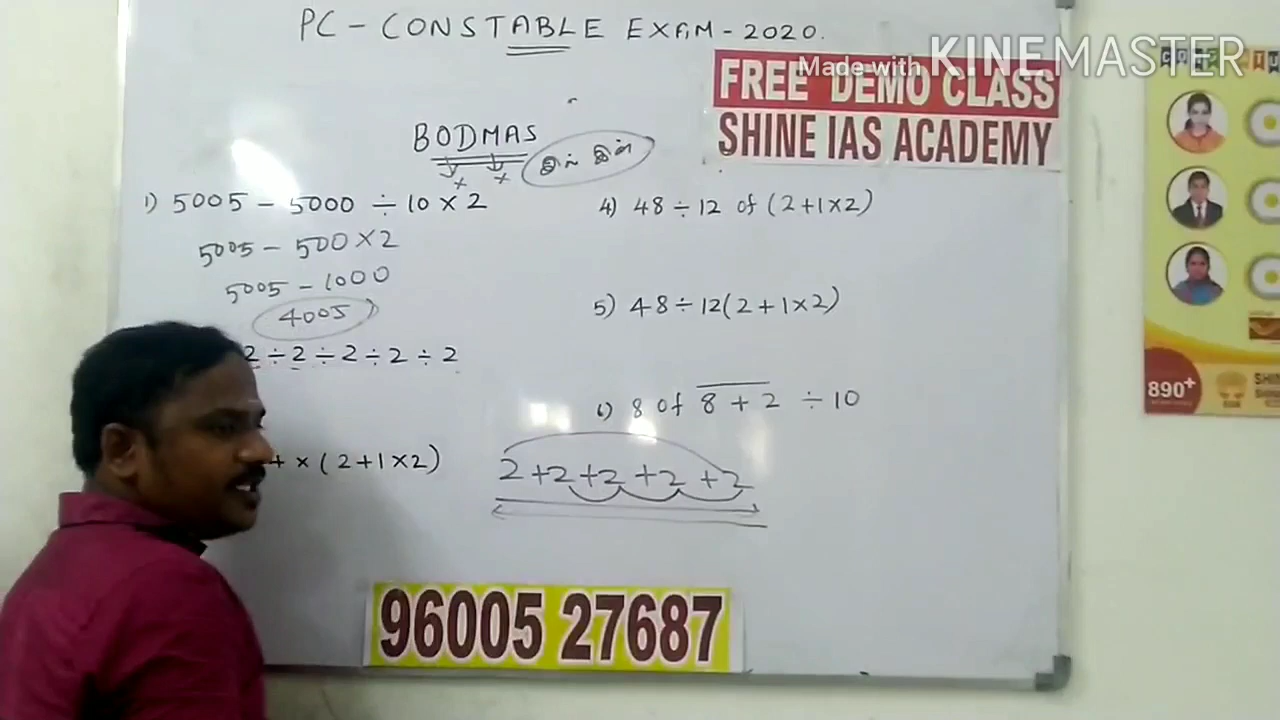 PC - CONSTABLE EXAM - 2020.
Made with KINEMASTER
FREE DEMO CLASS
SHINE IAS ACADEMY
BODMAS
இல் இன்
1) 5005 - 5000 ÷ 10 × 2
5005 - 500 × 2
5005 - 1000
4005
2 ÷ 2 ÷ 2 ÷ 2 ÷ 2
× (2+1×2)
4) 48 ÷ 12 of (2+1×2)
5) 48 ÷ 12(2+1×2)
6) 8 of 8 + 2 ÷ 10
2 +2 +2 +2 +2
96005 27687
890+